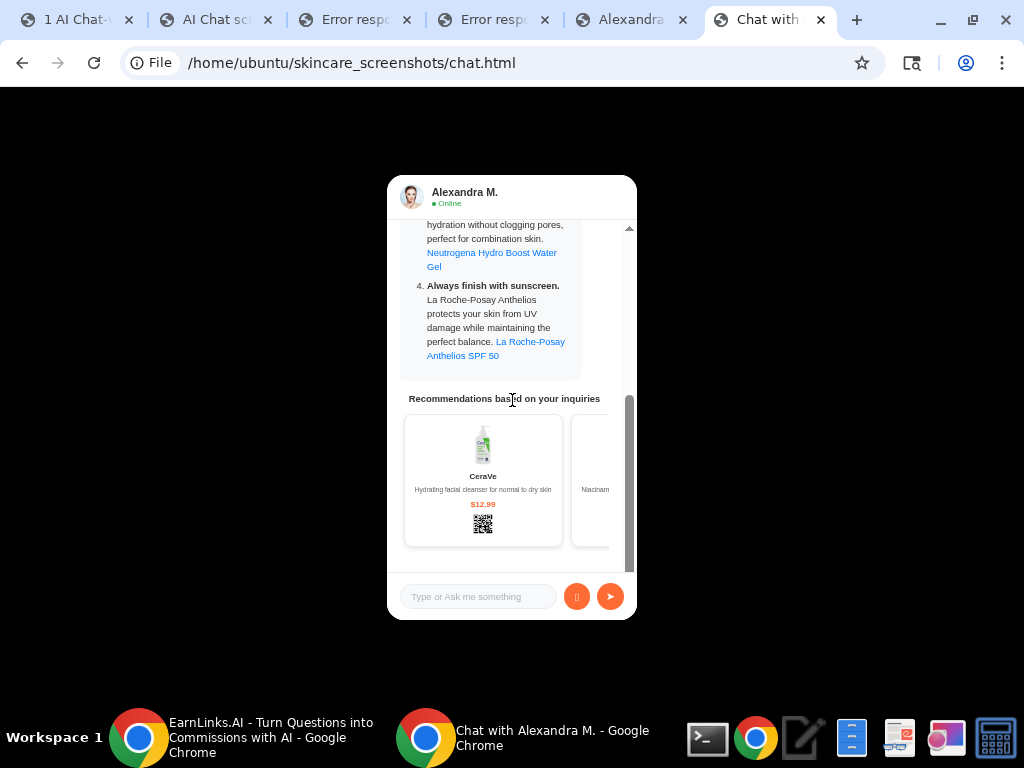 1 AI Chat-
AI Chat sc
Error resp
Error resp
Alexandra
Chat with
File
/home/ubuntu/skincare_screenshots/chat.html
Alexandra M.
Online
hydration without clogging pores,
perfect for combination skin.
Neutrogena Hydro Boost Water
Gel
4. Always finish with sunscreen.
La Roche-Posay Anthelios
protects your skin from UV
damage while maintaining the
perfect balance. La Roche-Posay
Anthelios SPF 50
Recommendations based on your inquiries
CeraVe
Hydrating facial cleanser for normal to dry skin
Niacinam
$12.99
Type or Ask me something
Workspace 1
EarnLinks.AI - Turn Questions into
Commissions with AI - Google
Chrome
Chat with Alexandra M. - Google
Chrome